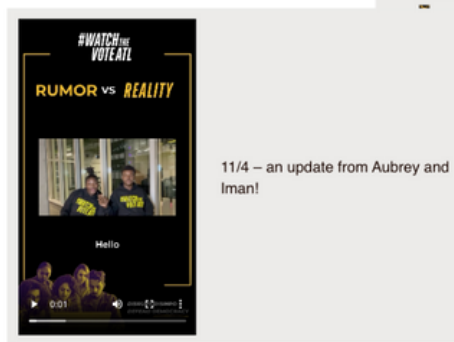 #WATCH THE
VOTE ATL
RUMOR VS REALITY
Hello
0:01
11/4 – an update from Aubrey and
Iman!